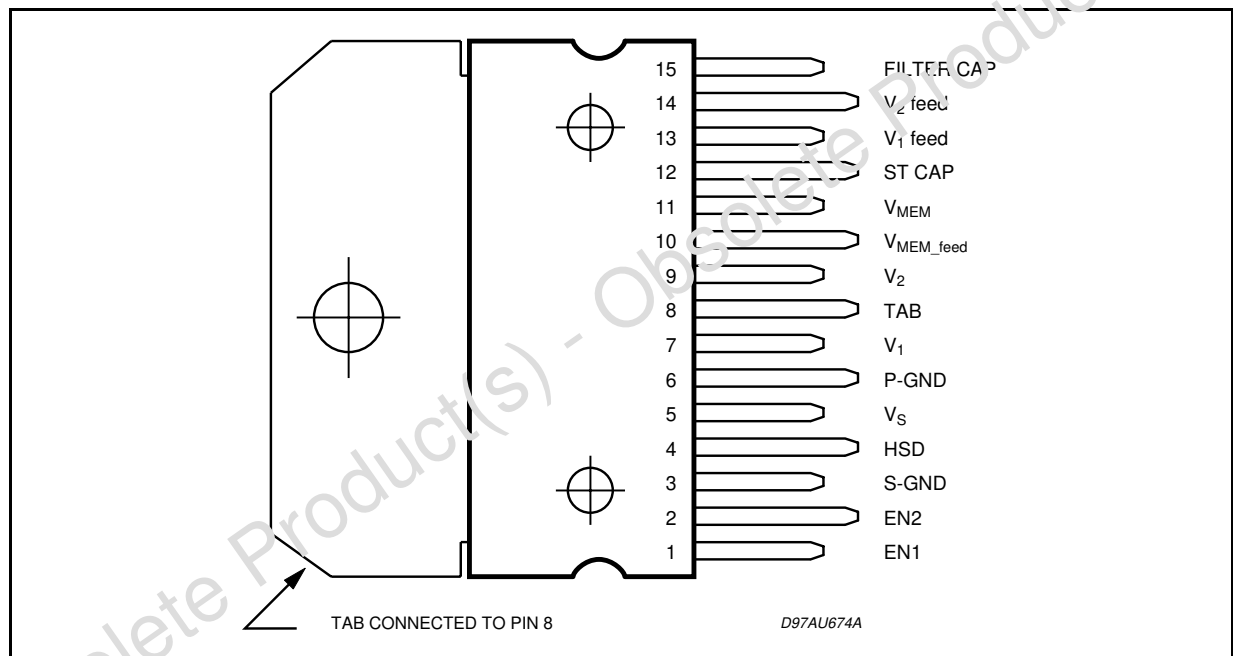 15 FILTER CAP
14 V2 feed
13 V1 feed
12 ST CAP
11 VMEM
10 VMEM_feed
9 V2
8 TAB
7 V1
6 P-GND
5 VS
4 HSD
3 S-GND
2 EN2
1 EN1
TAB CONNECTED TO PIN 8
D97AU674A
olete Product(s) - Obsolete Produc